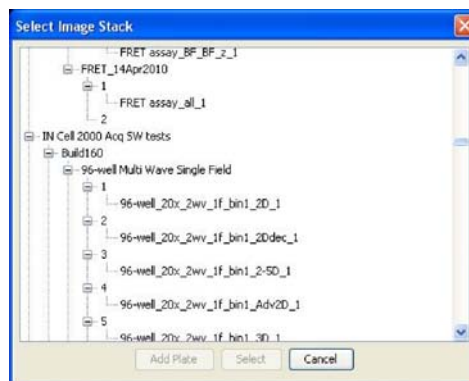 Select Image Stack
FRET assay_BF_BF_z_1
FRET_14Apr2010
1
FRET assay_all_1
2
IN Cell 2000 Acq SW tests
Build160
96-well Multi Wave Single Field
1
96-well_20x_2wv_1f_bin1_2D_1
2
96-well_20x_2wv_1f_bin1_2Ddec_1
3
96-well_20x_2wv_1f_bin1_2-5D_1
4
96-well_20x_2wv_1f_bin1_Adv2D_1
5
96-well_20x_2wv_1f_bin1_3D_1
Add Plate Select Cancel